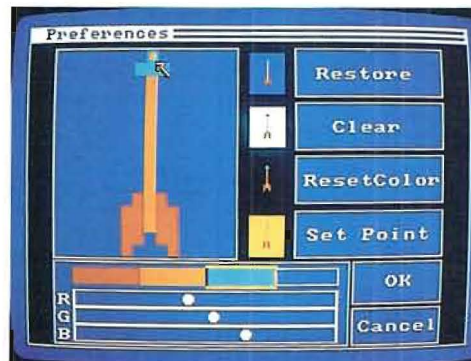 Preferences
Restore
Clear
ResetColor
Set Point
OK
Cancel
R
G
B